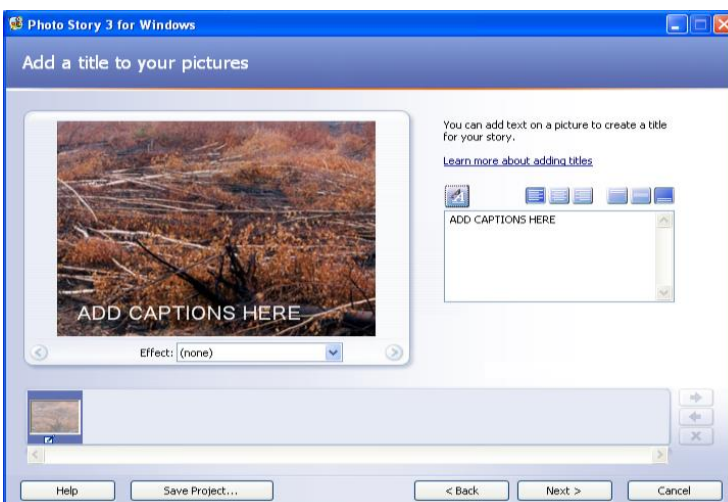 Photo Story 3 for Windows
Add a title to your pictures
You can add text on a picture to create a title
for your story.
Learn more about adding titles
ADD CAPTIONS HERE
ADD CAPTIONS HERE
Effect: (none)
Help
Save Project...
< Back
Next >
Cancel